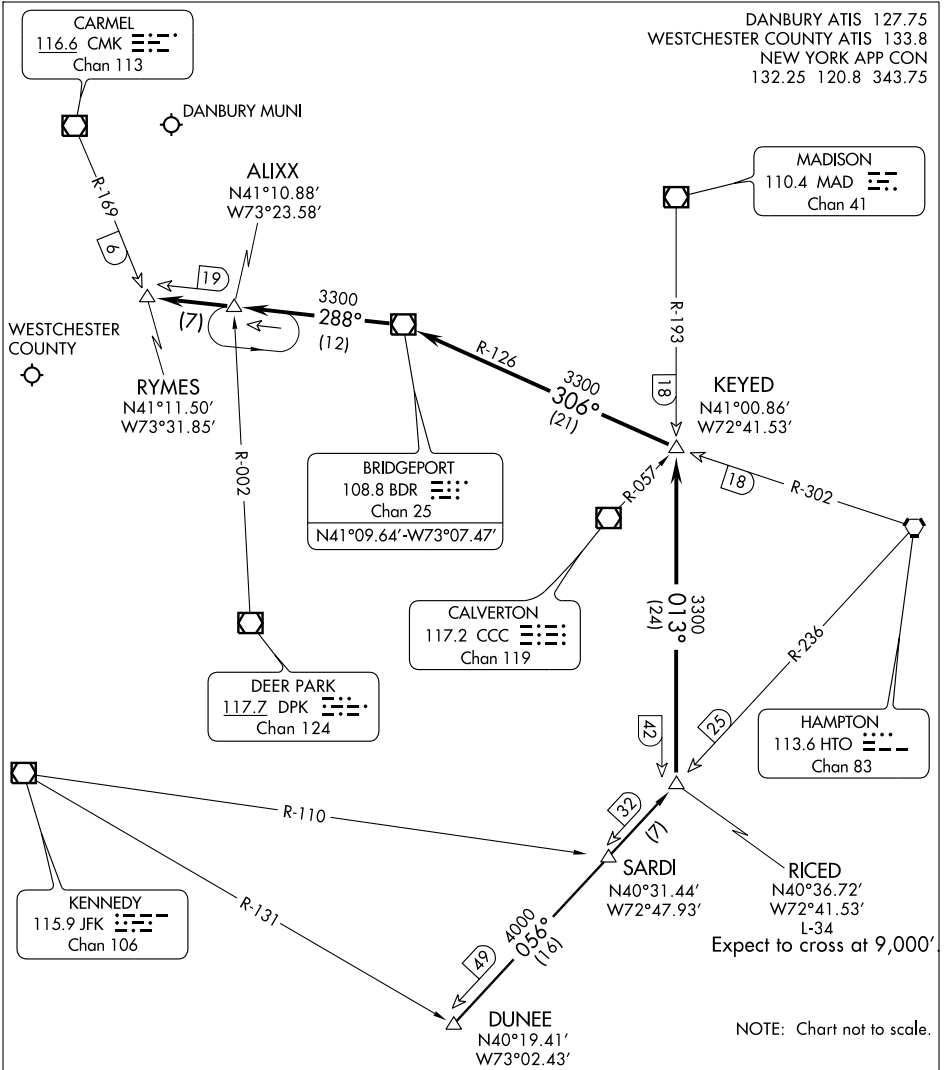 CARMEL
116.6 CMK
Chan 113
DANBURY ATIS 127.75
WESTCHESTER COUNTY ATIS 133.8
NEW YORK APP CON
132.25 120.8 343.75
DANBURY MUNI
ALIXX
N41°10.88'
W73°23.58'
MADISON
110.4 MAD
Chan 41
R-169
6
19
(7)
3300
288°
(12)
R-126
3300
306°
(21)
R-193
18
KEYED
N41°00.86'
W72°41.53'
WESTCHESTER
COUNTY
RYMES
N41°11.50'
W73°31.85'
R-002
BRIDGEPORT
108.8 BDR
Chan 25
N41°09.64'-W73°07.47'
R-057
18
R-302
CALVERTON
117.2 CCC
Chan 119
3300
013°
(24)
R-236
DEER PARK
117.7 DPK
Chan 124
42
25
HAMPTON
113.6 HTO
Chan 83
R-110
32
(7)
SARDI
N40°31.44'
W72°47.93'
RICED
N40°36.72'
W72°41.53'
L-34
Expect to cross at 9,000'.
KENNEDY
115.9 JFK
Chan 106
R-131
4000
056°
(16)
49
DUNEE
N40°19.41'
W73°02.43'
NOTE: Chart not to scale.